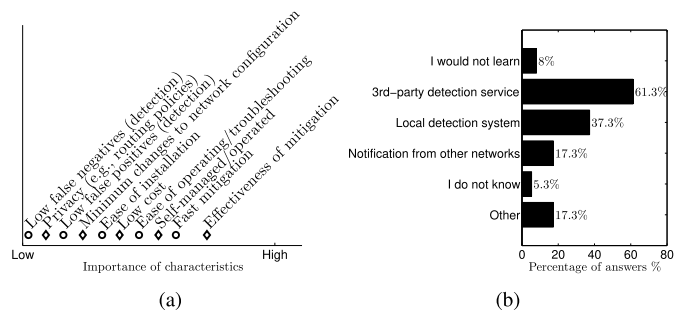 Low false negatives (detection)
Privacy (e.g., routing policies)
Low false positives (detection)
Minimum changes to network configuration
Ease of installation
Low cost
Ease of operating/troubleshooting
Self-managed/operated
Fast mitigation
Effectiveness of mitigation
Low
High
Importance of characteristics
(a)
I would not learn
8%
3rd-party detection service
61.3%
Local detection system
37.3%
Notification from other networks
17.3%
I do not know
5.3%
Other
17.3%
0 20 40 60 80
Percentage of answers %
(b)